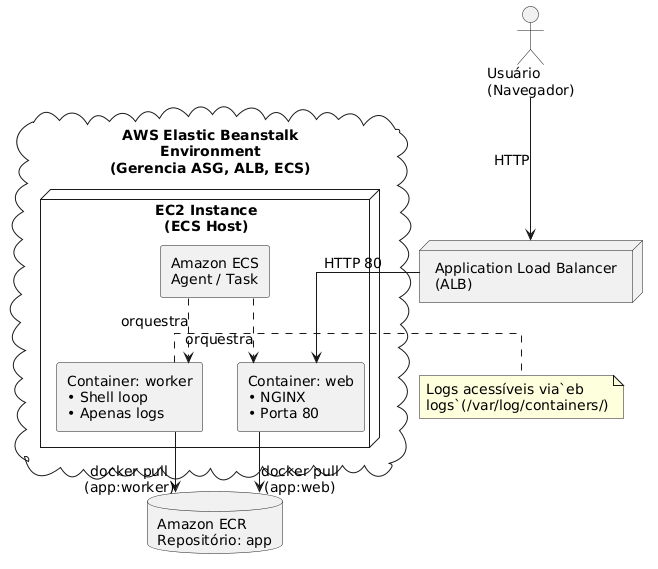 Usuário
(Navegador)
AWS Elastic Beanstalk
Environment
(Gerencia ASG, ALB, ECS)
HTTP
EC2 Instance
(ECS Host)
Amazon ECS
Agent / Task
HTTP 80
Application Load Balancer
(ALB)
orquestra
orquestra
Container: worker
• Shell loop
• Apenas logs
Container: web
• NGINX
• Porta 80
Logs acessíveis via`eb
logs`(/var/log/containers/)
docker pull
(app:worker)
docker pull
(app:web)
Amazon ECR
Repositório: app